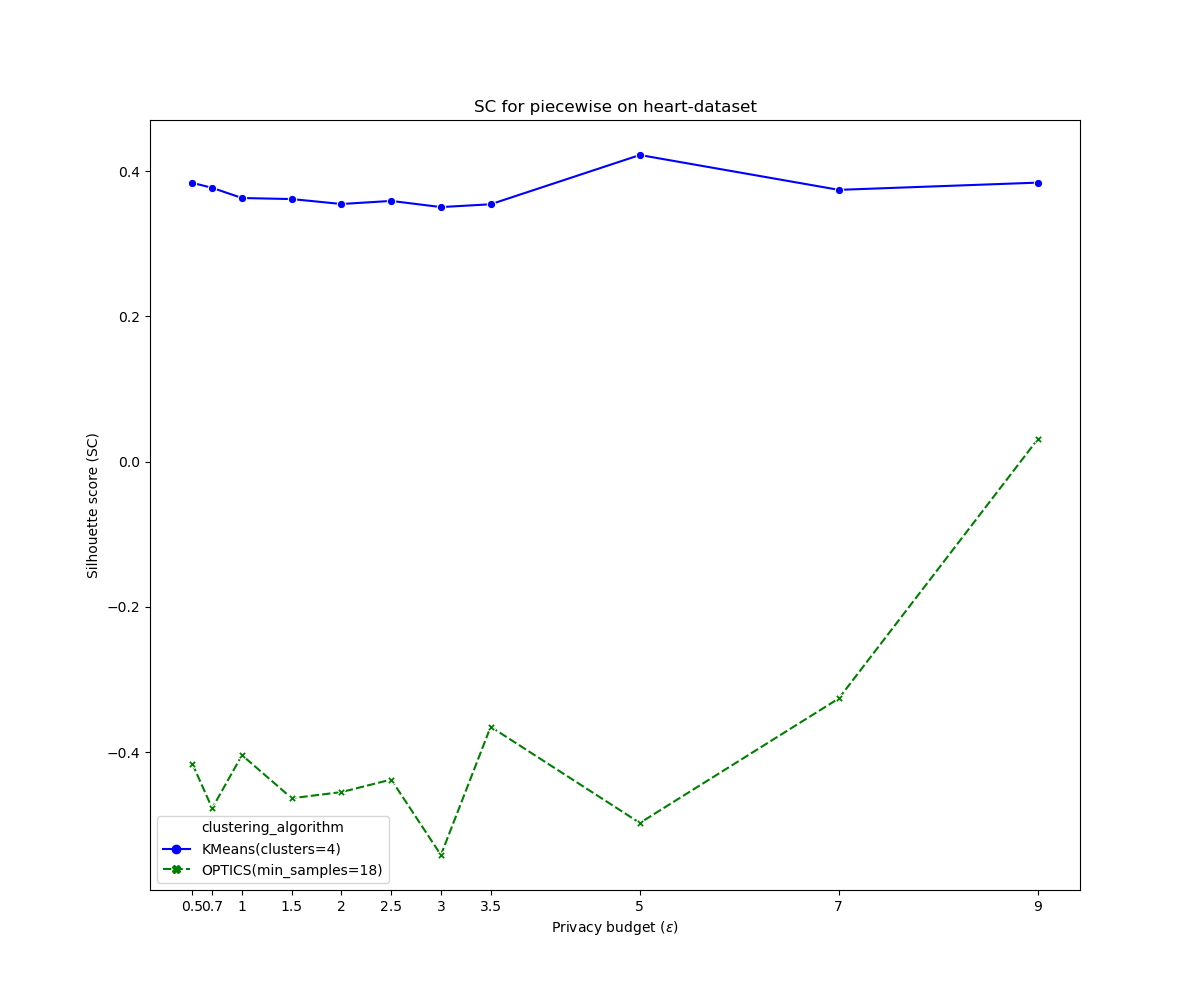 SC for piecewise on heart-dataset
0.4
0.2
0.0
−0.2
−0.4
Silhouette score (SC)
clustering_algorithm
KMeans(clusters=4)
OPTICS(min_samples=18)
0.5 0.7 1 1.5 2 2.5 3 3.5 5 7 9
Privacy budget (ε)